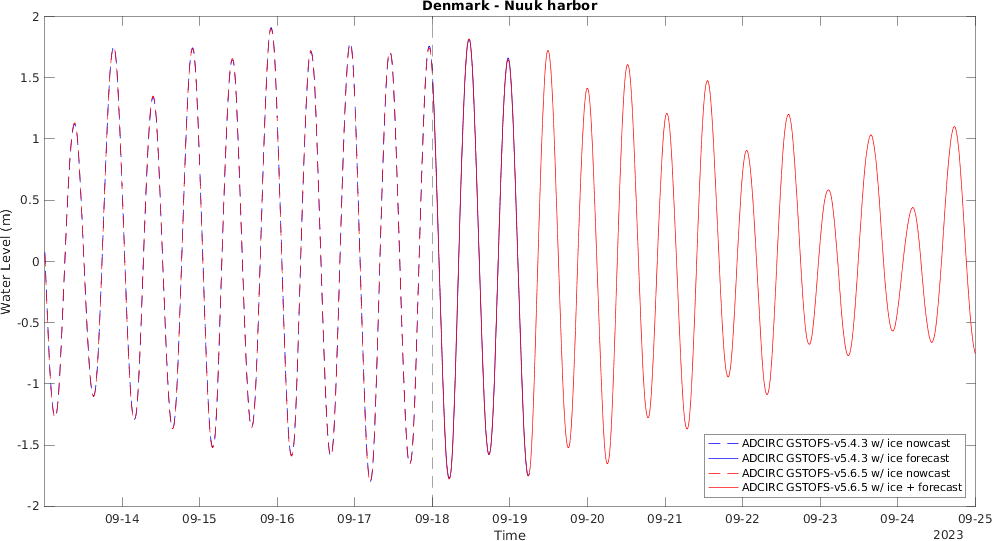 Denmark - Nuuk harbor
2
1.5
1
0.5
0
-0.5
-1
-1.5
-2
Water Level (m)
ADCIRC GSTOFS-v5.4.3 w/ ice nowcast
ADCIRC GSTOFS-v5.4.3 w/ ice forecast
ADCIRC GSTOFS-v5.6.5 w/ ice nowcast
ADCIRC GSTOFS-v5.6.5 w/ ice + forecast
09-14 09-15 09-16 09-17 09-18 09-19 09-20 09-21 09-22 09-23 09-24 09-25
Time
2023